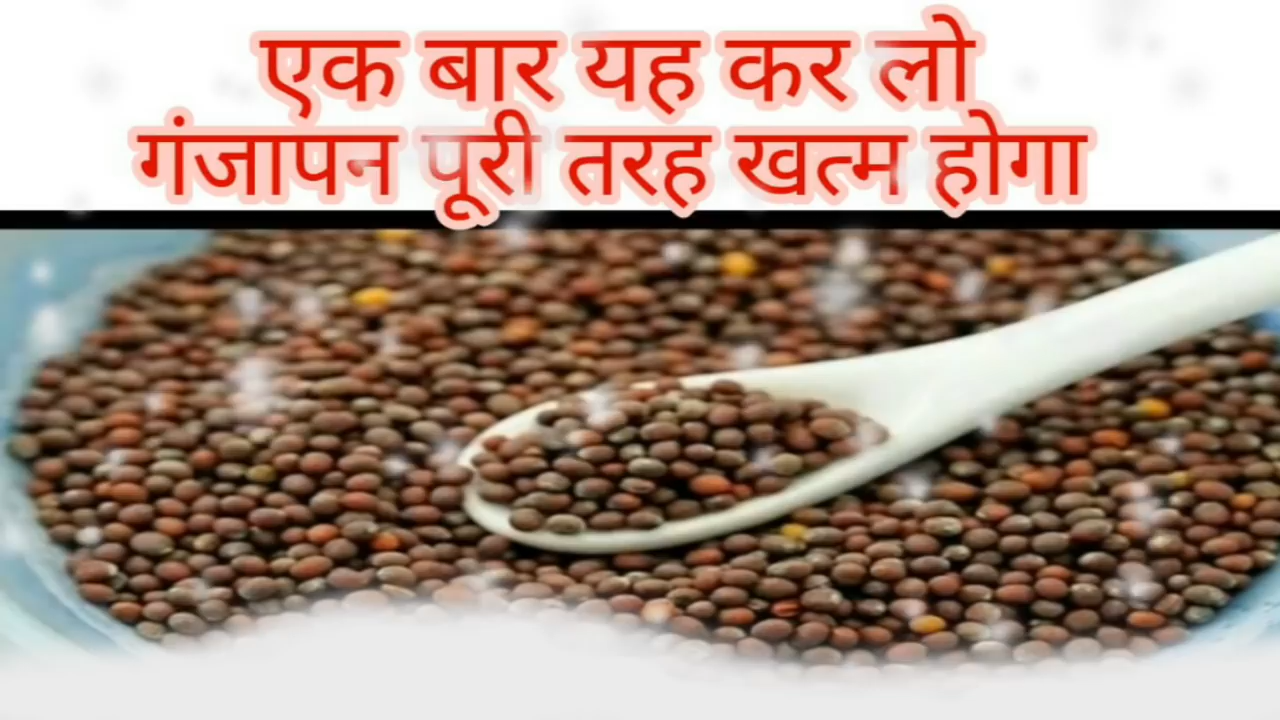 एक बार यह कर लो
गंजापन पूरी तरह खत्म होगा